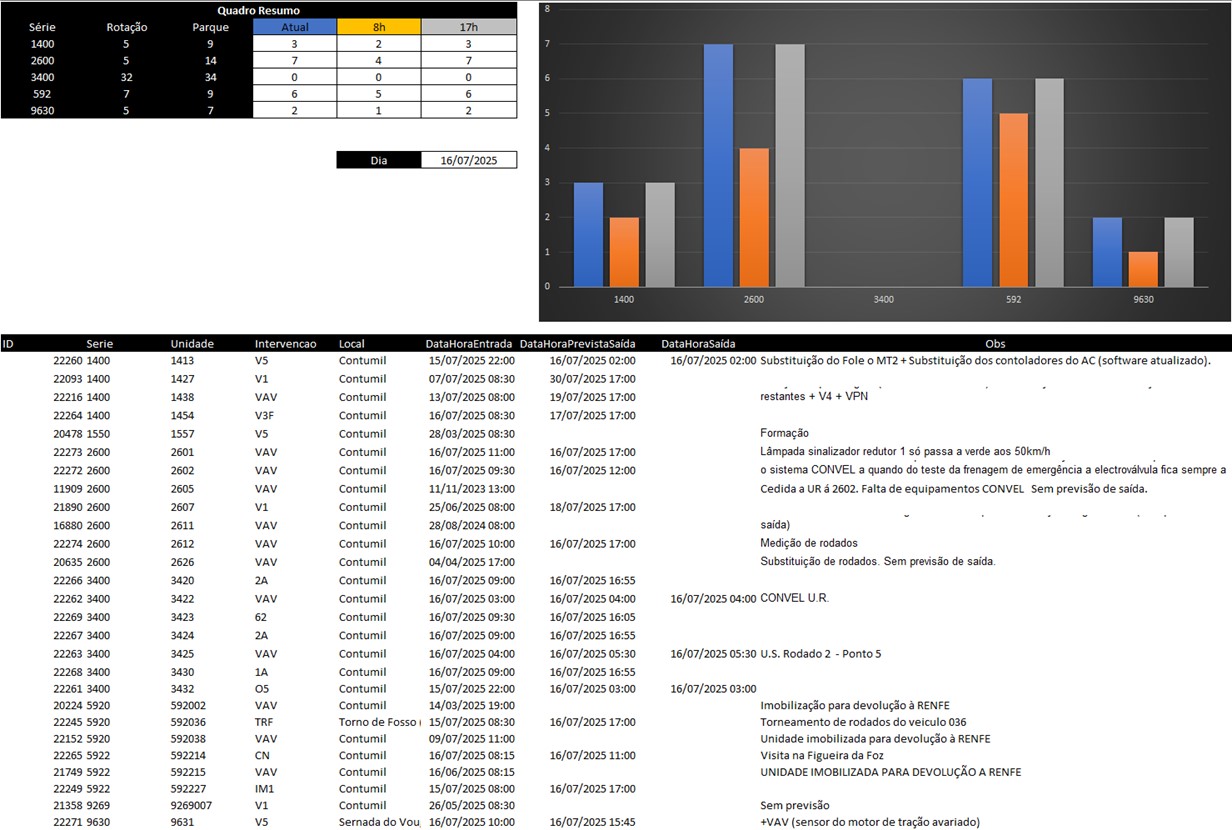 Quadro Resumo
Série Rotação Parque Atual 8h 17h
1400 5 9 3 2 3
2600 5 14 7 4 7
3400 32 34 0 0 0
592 7 9 6 5 6
9630 5 7 2 1 2
Dia 16/07/2025
8
7
6
5
4
3
2
1
0
1400 2600 3400 592 9630
ID Serie Unidade Intervencao Local DataHoraEntrada DataHoraPrevistaSaída DataHoraSaída Obs
22260 1400 1413 V5 Contumil 15/07/2025 22:00 16/07/2025 02:00 16/07/2025 02:00 Substituição do Fole o MT2 + Substituição dos contoladores do AC (software atualizado).
22093 1400 1427 V1 Contumil 07/07/2025 08:30 30/07/2025 17:00
22216 1400 1438 VAV Contumil 13/07/2025 08:00 19/07/2025 17:00 restantes + V4 + VPN
22264 1400 1454 V3F Contumil 16/07/2025 08:30 17/07/2025 17:00
20478 1550 1557 V5 Contumil 28/03/2025 08:30 Formação
22273 2600 2601 VAV Contumil 16/07/2025 11:00 16/07/2025 17:00 Lâmpada sinalizador redutor 1 só passa a verde aos 50km/h
22272 2600 2602 VAV Contumil 16/07/2025 09:30 16/07/2025 12:00 o sistema CONVEL a quando do teste da frenagem de emergência a electroválvula fica sempre a
11909 2600 2605 VAV Contumil 11/11/2023 13:00 Cedida a UR á 2602. Falta de equipamentos CONVEL Sem previsão de saída.
21890 2600 2607 V1 Contumil 25/06/2025 08:00 18/07/2025 17:00
16880 2600 2611 VAV Contumil 28/08/2024 08:00 saída)
22274 2600 2612 VAV Contumil 16/07/2025 10:00 16/07/2025 17:00 Medição de rodados
20635 2600 2626 VAV Contumil 04/04/2025 17:00 Substituição de rodados. Sem previsão de saída.
22266 3400 3420 2A Contumil 16/07/2025 09:00 16/07/2025 16:55
22262 3400 3422 VAV Contumil 16/07/2025 03:00 16/07/2025 04:00 16/07/2025 04:00 CONVEL U.R.
22269 3400 3423 62 Contumil 16/07/2025 09:30 16/07/2025 16:05
22267 3400 3424 2A Contumil 16/07/2025 09:00 16/07/2025 16:55
22263 3400 3425 VAV Contumil 16/07/2025 04:00 16/07/2025 05:30 16/07/2025 05:30 U.S. Rodado 2 - Ponto 5
22268 3400 3430 1A Contumil 16/07/2025 09:00 16/07/2025 16:55
22261 3400 3432 O5 Contumil 15/07/2025 22:00 16/07/2025 03:00 16/07/2025 03:00
20224 5920 592002 VAV Contumil 14/03/2025 19:00 Imobilização para devolução à RENFE
22245 5920 592036 TRF Torno de Fosso ( 15/07/2025 08:30 16/07/2025 17:00 Torneamento de rodados do veiculo 036
22152 5920 592038 VAV Contumil 09/07/2025 11:00 Unidade imobilizada para devolução à RENFE
22265 5922 592214 CN Contumil 16/07/2025 08:15 16/07/2025 11:00 Visita na Figueira da Foz
21749 5922 592215 VAV Contumil 16/06/2025 08:15 UNIDADE IMOBILIZADA PARA DEVOLUÇÃO A RENFE
22249 5922 592227 IM1 Contumil 15/07/2025 08:00 16/07/2025 17:00
21358 9269 9269007 V1 Contumil 26/05/2025 08:30 Sem previsão
22271 9630 9631 V5 Sernada do Vou 16/07/2025 10:00 16/07/2025 15:45 +VAV (sensor do motor de tração avariado)